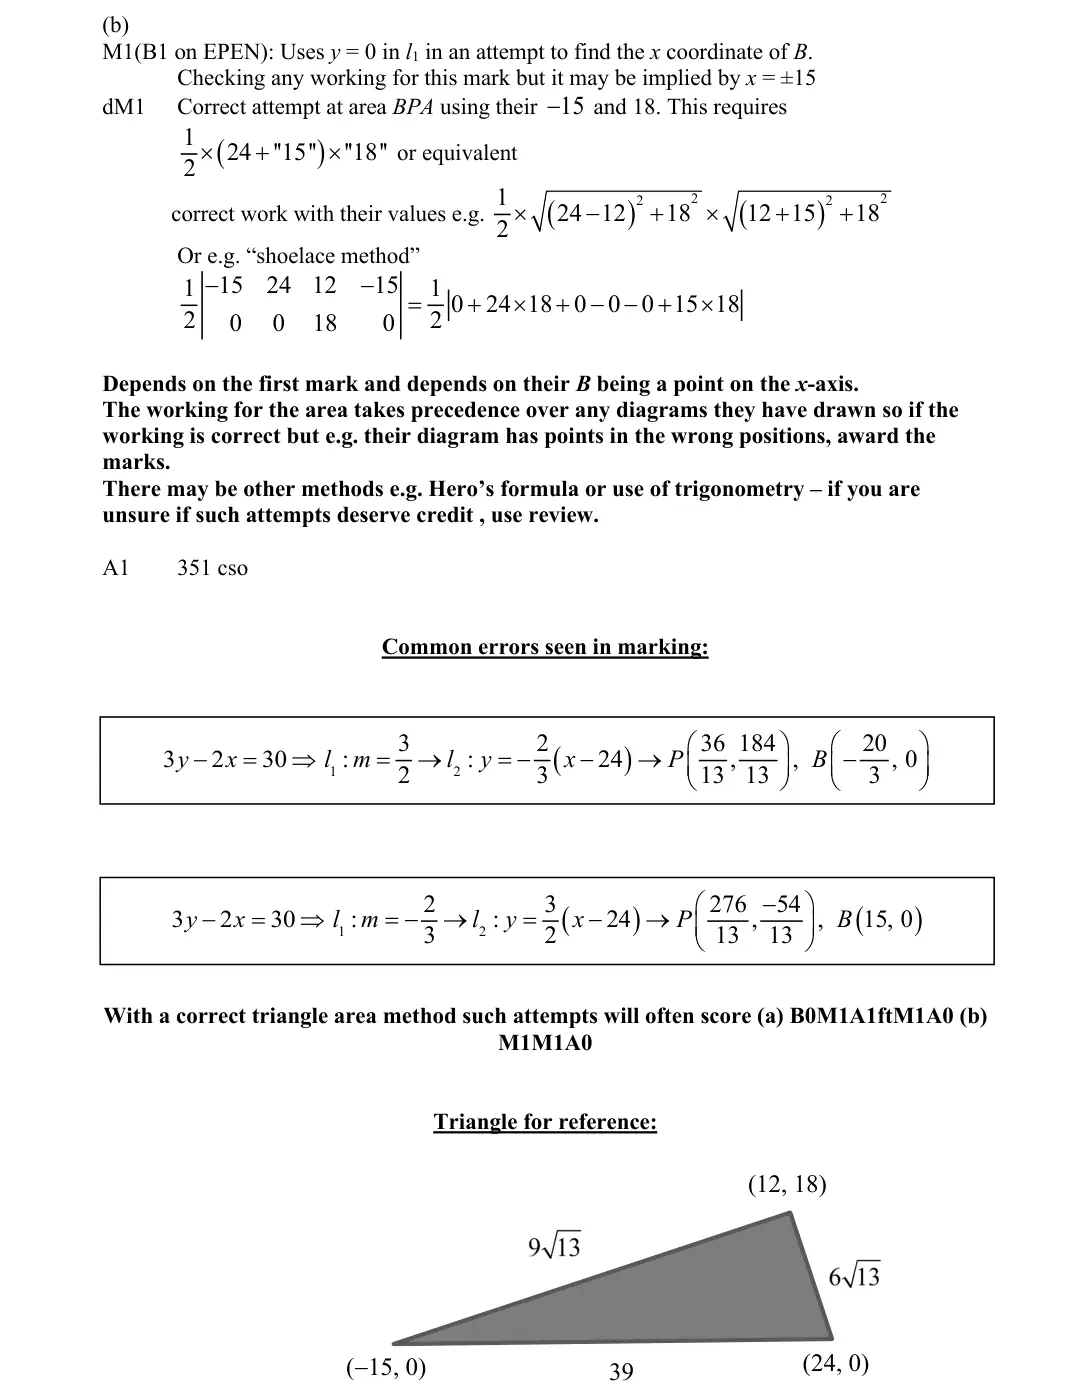 (b)
M1(B1 on EPEN): Uses y = 0 in l₁ in an attempt to find the x coordinate of B.
Checking any working for this mark but it may be implied by x = ±15
dM1 Correct attempt at area BPA using their −15 and 18. This requires
1/2 × (24 + "15") × "18" or equivalent
correct work with their values e.g. 1/2 × √((24 − 12)² + 18²) × √((12 + 15)² + 18²)
Or e.g. “shoelace method”
1/2 |−15 24 12 −15| = 1/2 |0 + 24 × 18 + 0 − 0 − 0 + 15 × 18|
0 0 18 0
Depends on the first mark and depends on their B being a point on the x-axis.
The working for the area takes precedence over any diagrams they have drawn so if the
working is correct but e.g. their diagram has points in the wrong positions, award the
marks.
There may be other methods e.g. Hero’s formula or use of trigonometry – if you are
unsure if such attempts deserve credit , use review.
A1 351 cso
Common errors seen in marking:
3y − 2x = 30 ⇒ l₁ : m = 3/2 → l₂ : y = −2/3 (x − 24) → P(36/13, 184/13), B(−20/3, 0)
3y − 2x = 30 ⇒ l₁ : m = −2/3 → l₂ : y = 3/2 (x − 24) → P(276/13, −54/13), B(15, 0)
With a correct triangle area method such attempts will often score (a) B0M1A1ftM1A0 (b)
M1M1A0
Triangle for reference:
(12, 18)
9√13
6√13
(−15, 0)
39
(24, 0)